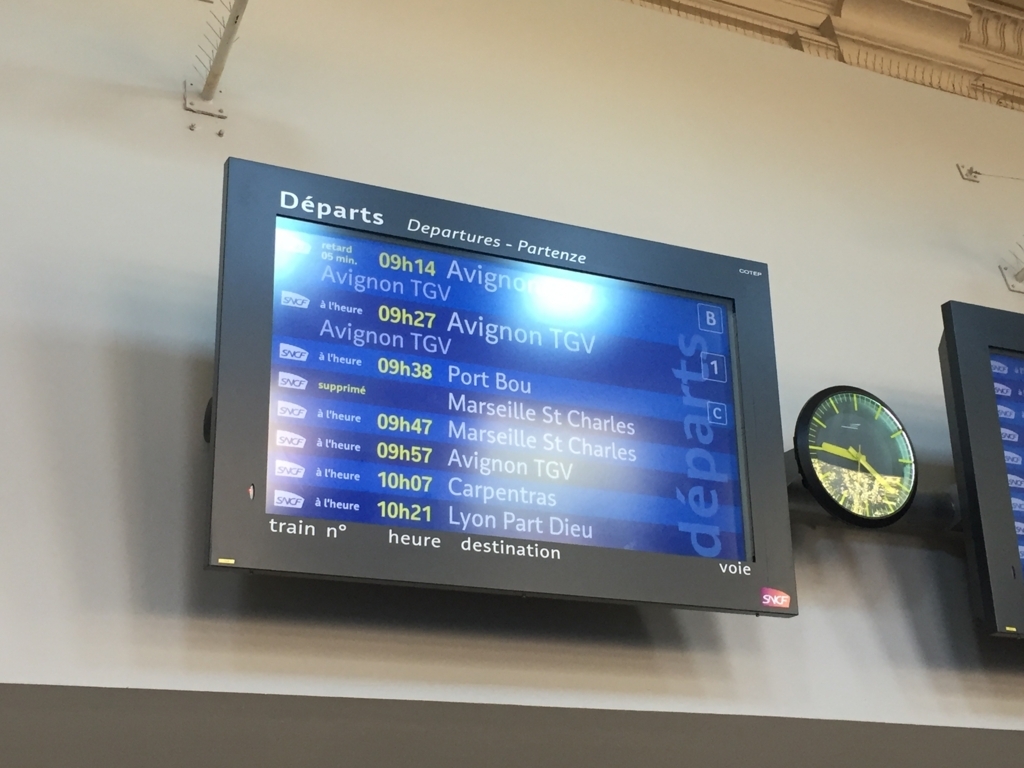 Départs Departures - Partenze
COTEP
retard
05 min. 09h14
Avignon TGV
SNCF à l'heure 09h27 Avignon TGV B
Avignon TGV
SNCF à l'heure 09h38 Port Bou 1
SNCF supprimé Marseille St Charles
SNCF à l'heure 09h47 Marseille St Charles C
SNCF à l'heure 09h57 Avignon TGV
SNCF à l'heure 10h07 Carpentras
SNCF à l'heure 10h21 Lyon Part Dieu
départs
train n° heure destination voie
SNCF